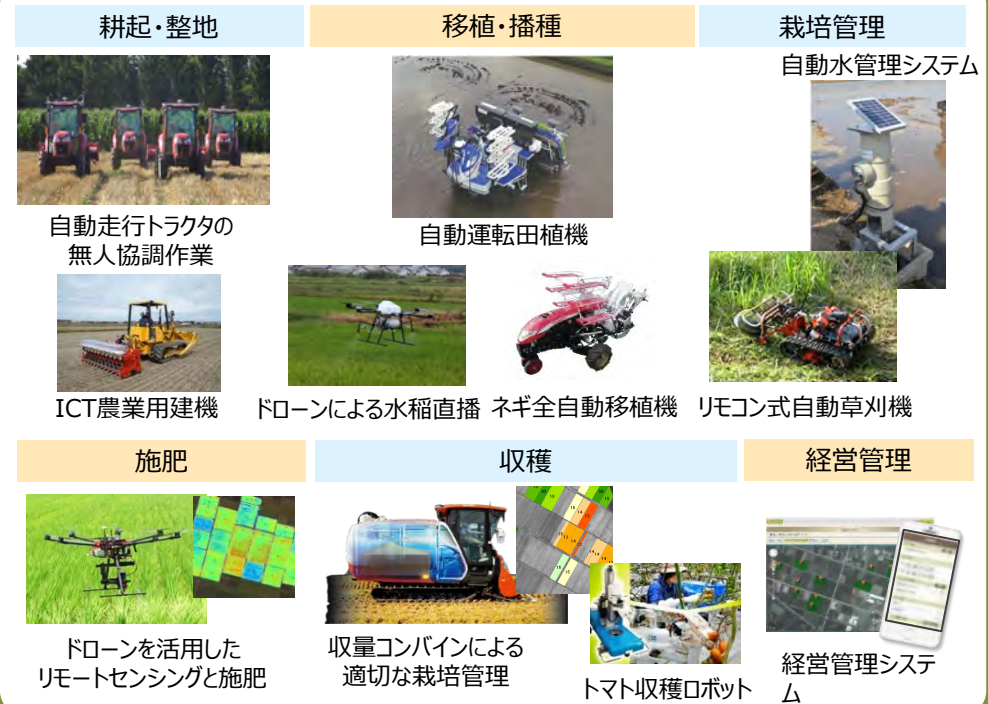 耕起・整地
移植・播種
栽培管理
自動水管理システム
自動走行トラクタの
無人協調作業
自動運転田植機
ICT農業用建機
ドローンによる水稲直播
ネギ全自動移植機
リモコン式自動草刈機
施肥
収穫
経営管理
ドローンを活用した
リモートセンシングと施肥
収量コンバインによる
適切な栽培管理
トマト収穫ロボット
経営管理システ
ム